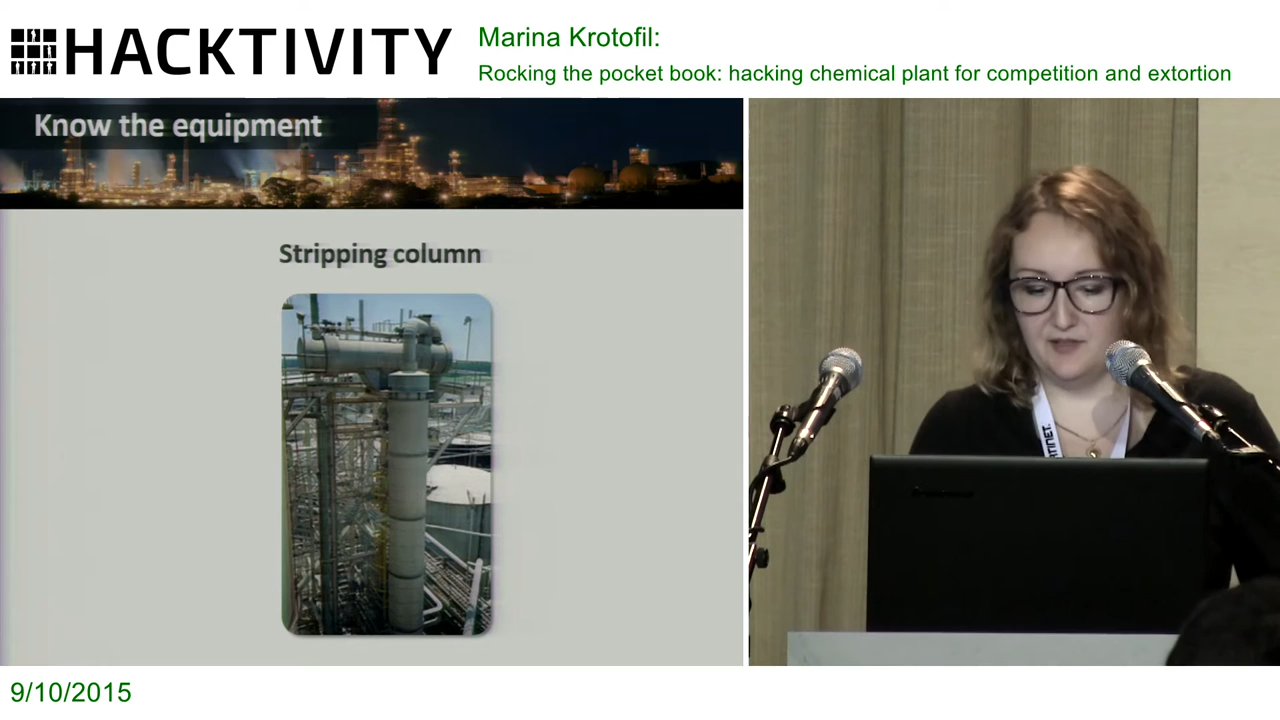 HACKTIVITY
Marina Krotofil:
Rocking the pocket book: hacking chemical plant for competition and extortion
Know the equipment
Stripping column
RTINET
9/10/2015